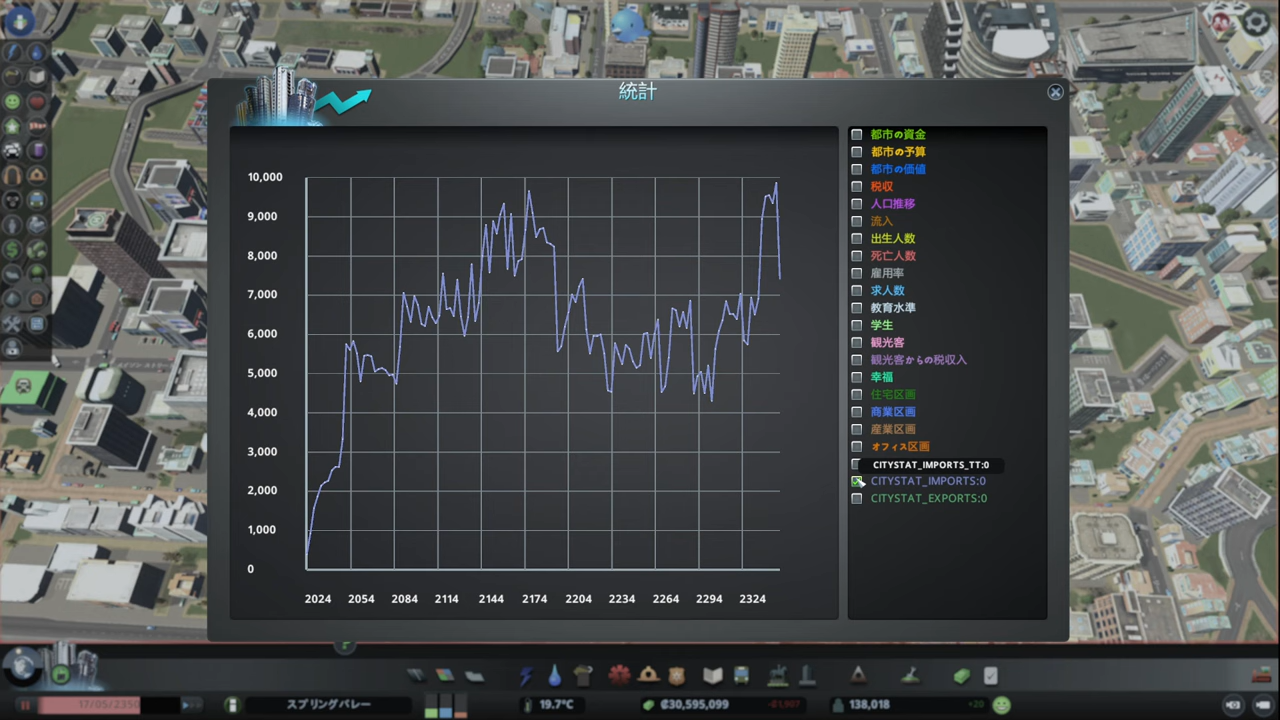 統計
10,000
9,000
8,000
7,000
6,000
5,000
4,000
3,000
2,000
1,000
0
2024 2054 2084 2114 2144 2174 2204 2234 2264 2294 2324
都市の資金
都市の予算
都市の価値
税収
人口推移
流入
出生人数
死亡人数
雇用率
求人数
教育水準
学生
観光客
観光客からの税収入
幸福
住宅区画
商業区画
産業区画
オフィス区画
CITYSTAT_IMPORTS_TT:0
CITYSTAT_IMPORTS:0
CITYSTAT_EXPORTS:0
17/05/2350 スプリングバレー 19.7°C ₡30,595,099 -₡1,907 138,018 +20